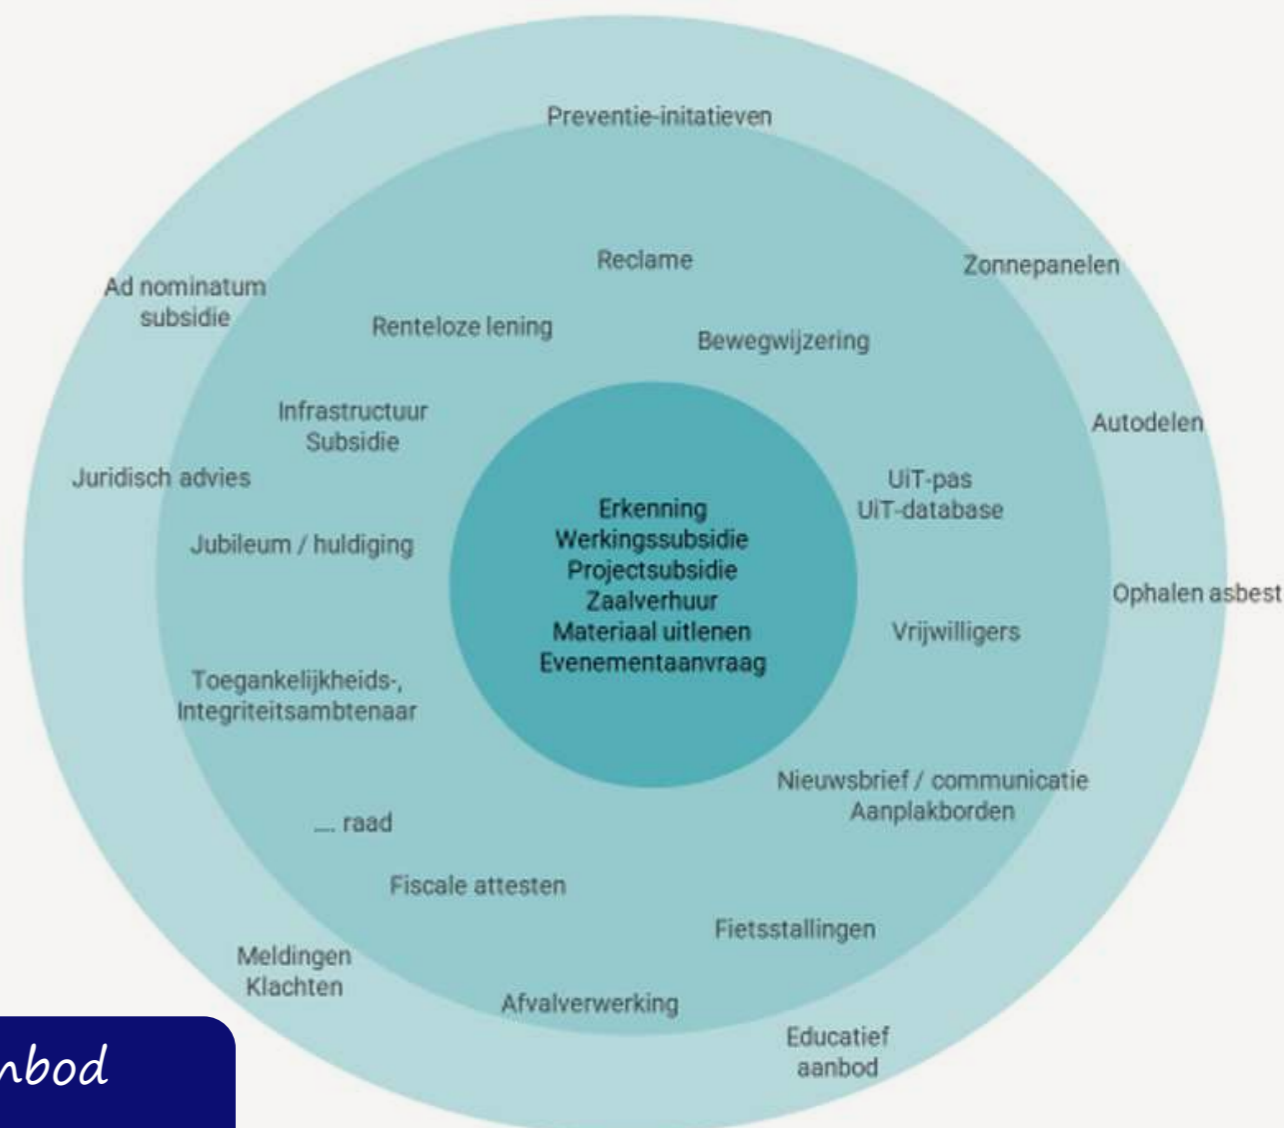 Preventie-initatieven
Reclame
Zonnepanelen
Ad nominatum
subsidie
Renteloze lening
Bewegwijzering
Infrastructuur
Subsidie
Autodelen
Juridisch advies
UiT-pas
UiT-database
Jubileum / huldiging
Erkenning
Werkingssubsidie
Projectsubsidie
Zaalverhuur
Materiaal uitlenen
Evenementaanvraag
Ophalen asbest
Vrijwilligers
Toegankelijkheids-,
Integriteitsambtenaar
Nieuwsbrief / communicatie
Aanplakborden
.... raad
Fiscale attesten
Fietsstallingen
Meldingen
Klachten
Afvalverwerking
Educatief
aanbod